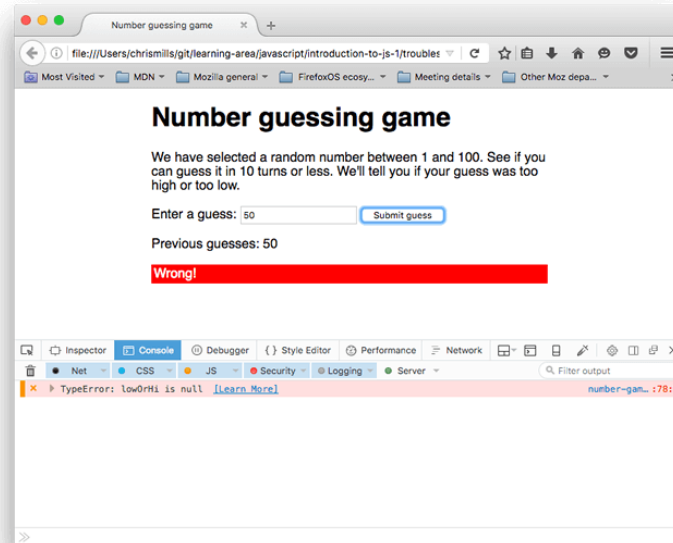 Number guessing game
file:///Users/chrismills/git/learning-area/javascript/introduction-to-js-1/troubles
Most Visited MDN Mozilla general FirefoxOS ecosy... Meeting details Other Moz depa...
Number guessing game
We have selected a random number between 1 and 100. See if you
can guess it in 10 turns or less. We'll tell you if your guess was too
high or too low.
Enter a guess: 50 Submit guess
Previous guesses: 50
Wrong!
Inspector Console Debugger { } Style Editor Performance Network
Net CSS JS Security Logging Server Filter output
TypeError: lowOrHi is null [Learn More] number-gam… :78: